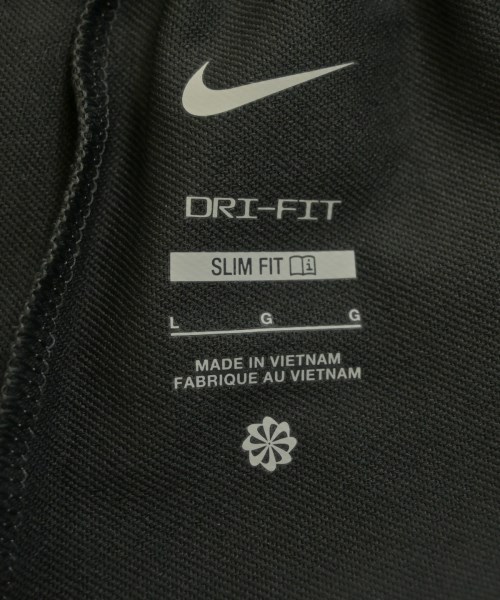 DRI-FIT
SLIM FIT
L G G
MADE IN VIETNAM
FABRIQUE AU VIETNAM